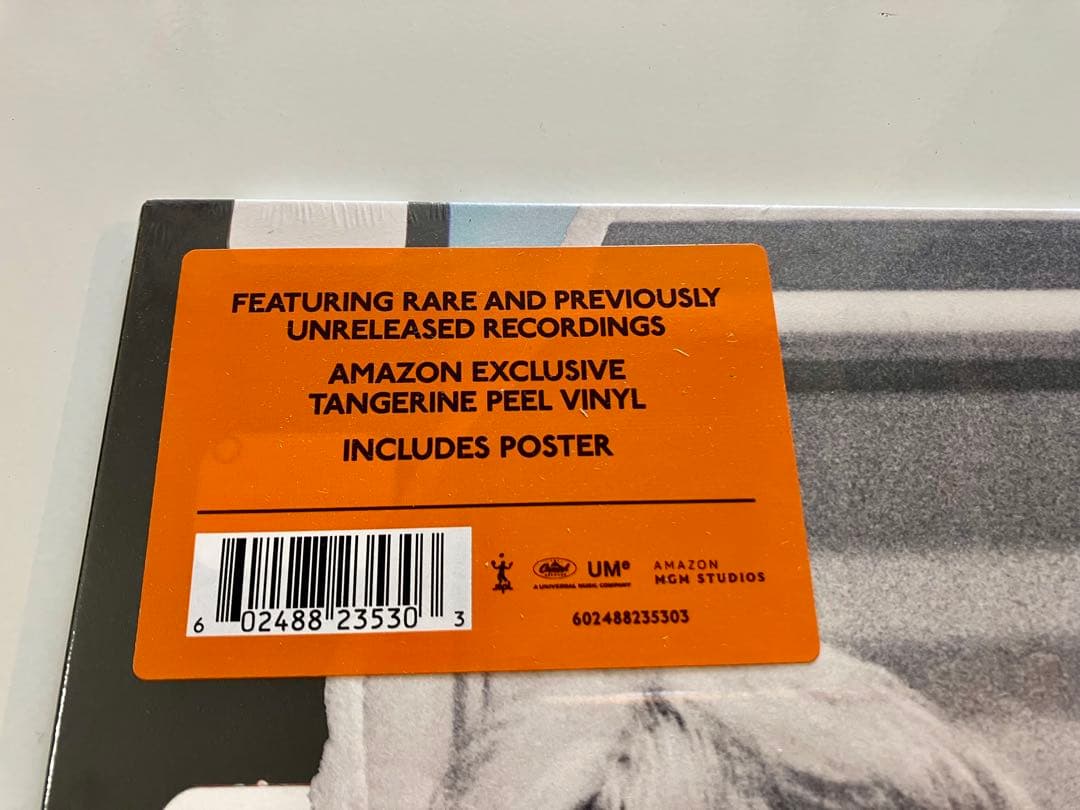 FEATURING RARE AND PREVIOUSLY
UNRELEASED RECORDINGS
AMAZON EXCLUSIVE
TANGERINE PEEL VINYL
INCLUDES POSTER
6 02488 23530 3
Capitol
A UNIVERSAL MUSIC COMPANY
UMe
AMAZON
MGM STUDIOS
602488235303